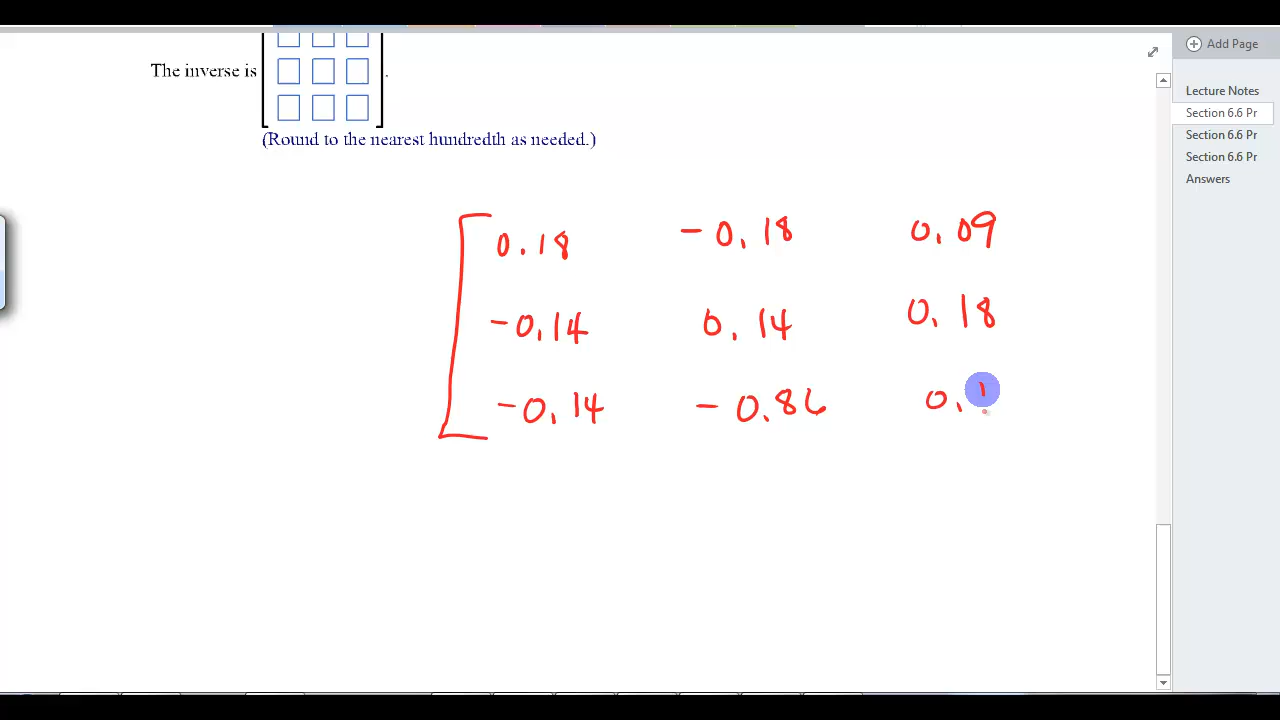 Add Page
The inverse is
.
Lecture Notes
Section 6.6 Pr
(Round to the nearest hundredth as needed.)
Section 6.6 Pr
Section 6.6 Pr
Answers
0.18 -0.18 0.09
-0.14 0.14 0.18
-0.14 -0.86 0.1